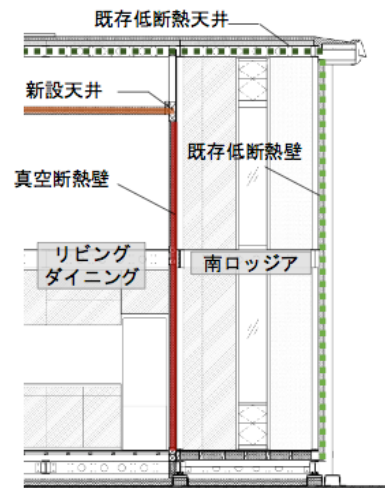 既存低断熱天井
新設天井
既存低断熱壁
真空断熱壁
リビング
ダイニング
南ロッジア